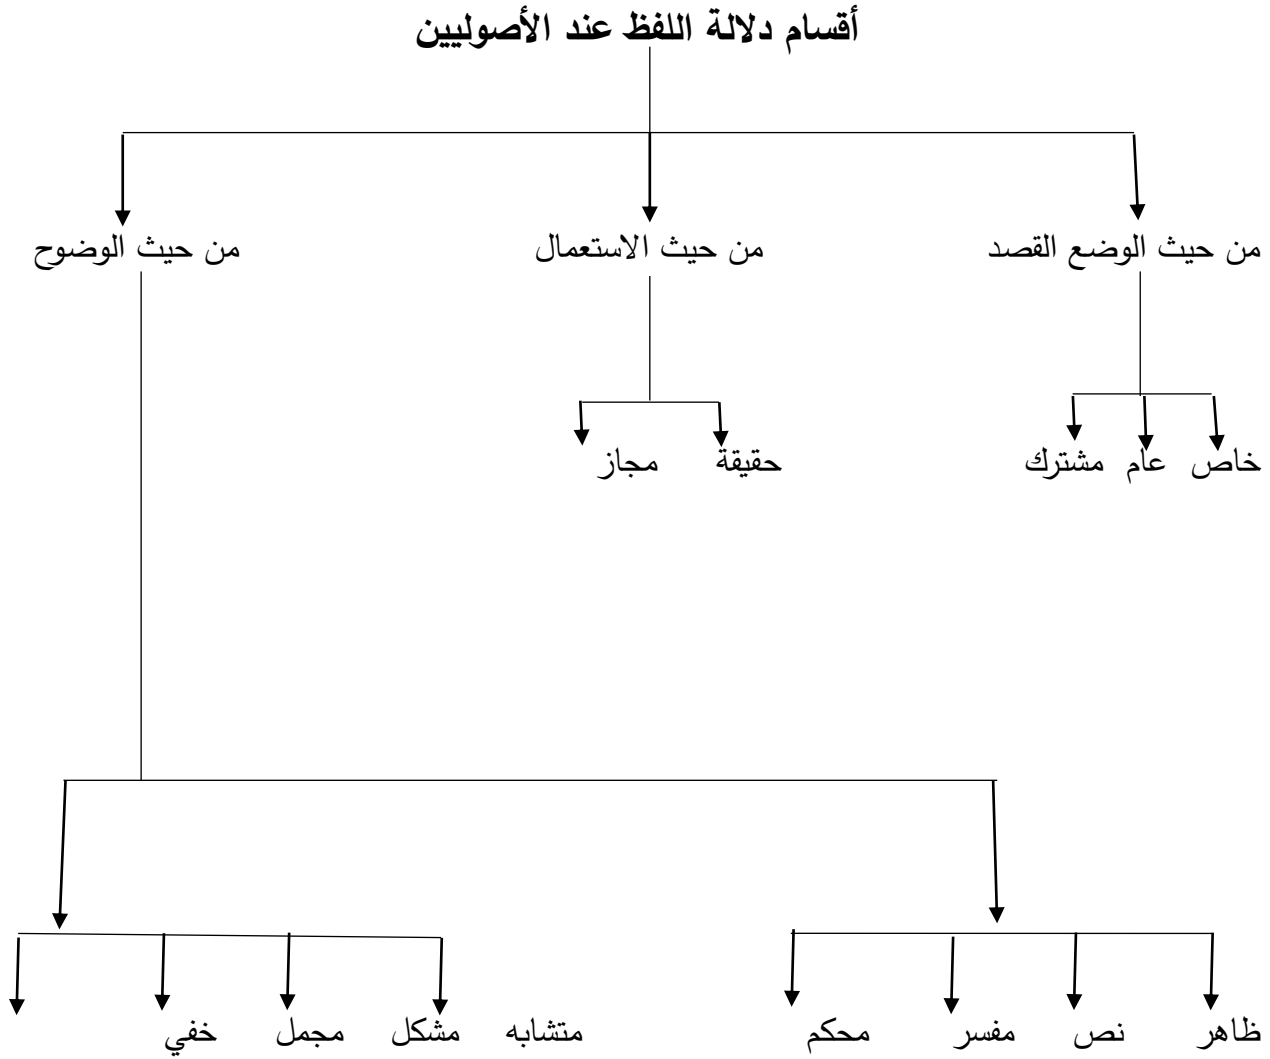 أقسام دلالة اللفظ عند الأصوليين
من حيث الوضع القصد من حيث الاستعمال من حيث الوضوح
خاص عام مشترك حقيقة مجاز
ظاهر نص مفسر محكم متشابه مشكل مجمل خفي